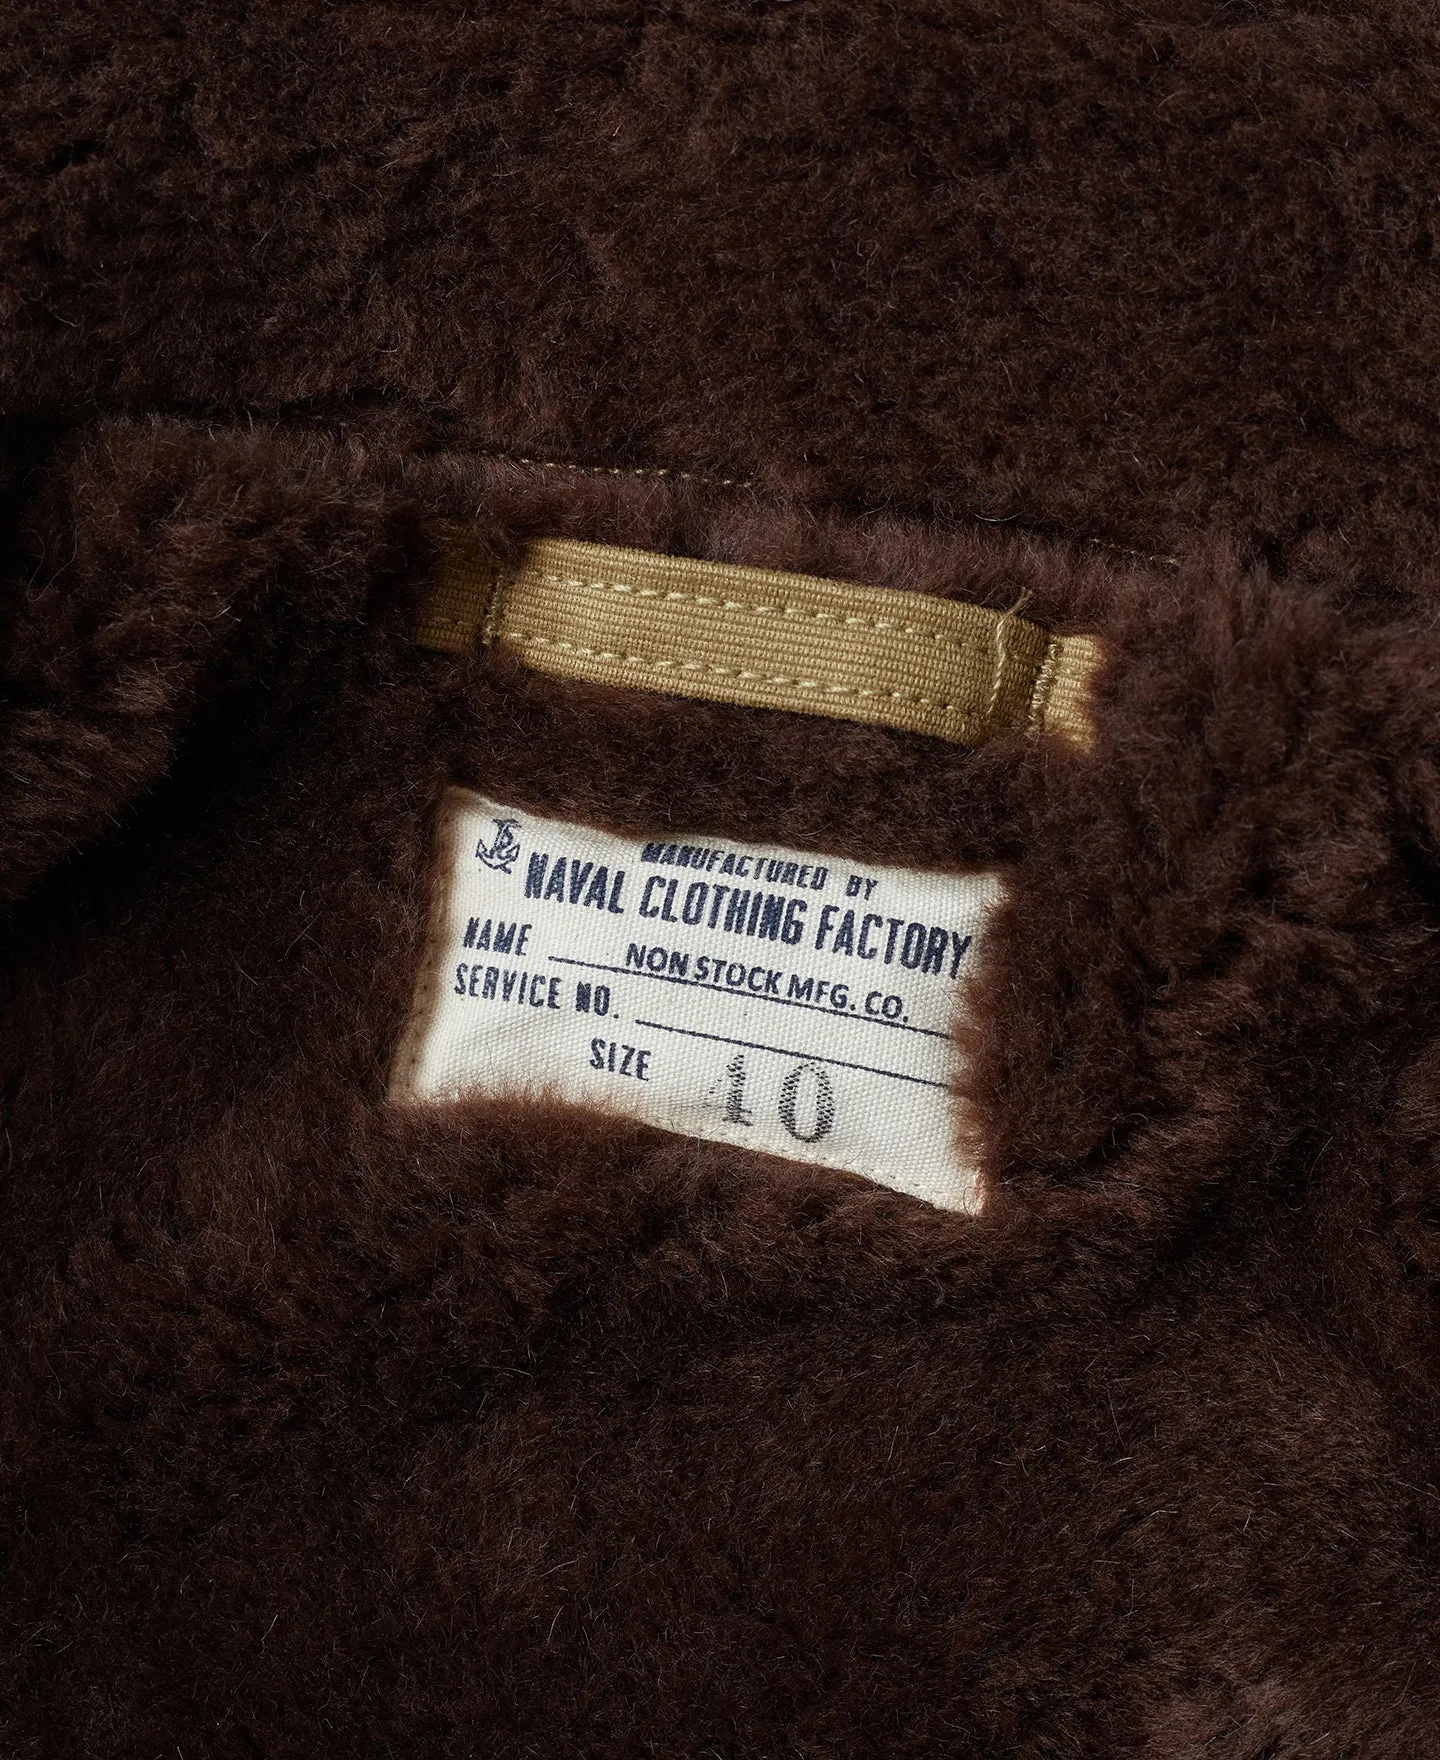 MANUFACTURED BY
NAVAL CLOTHING FACTORY
NAME NON STOCK MFG. CO.
SERVICE NO.
SIZE 40